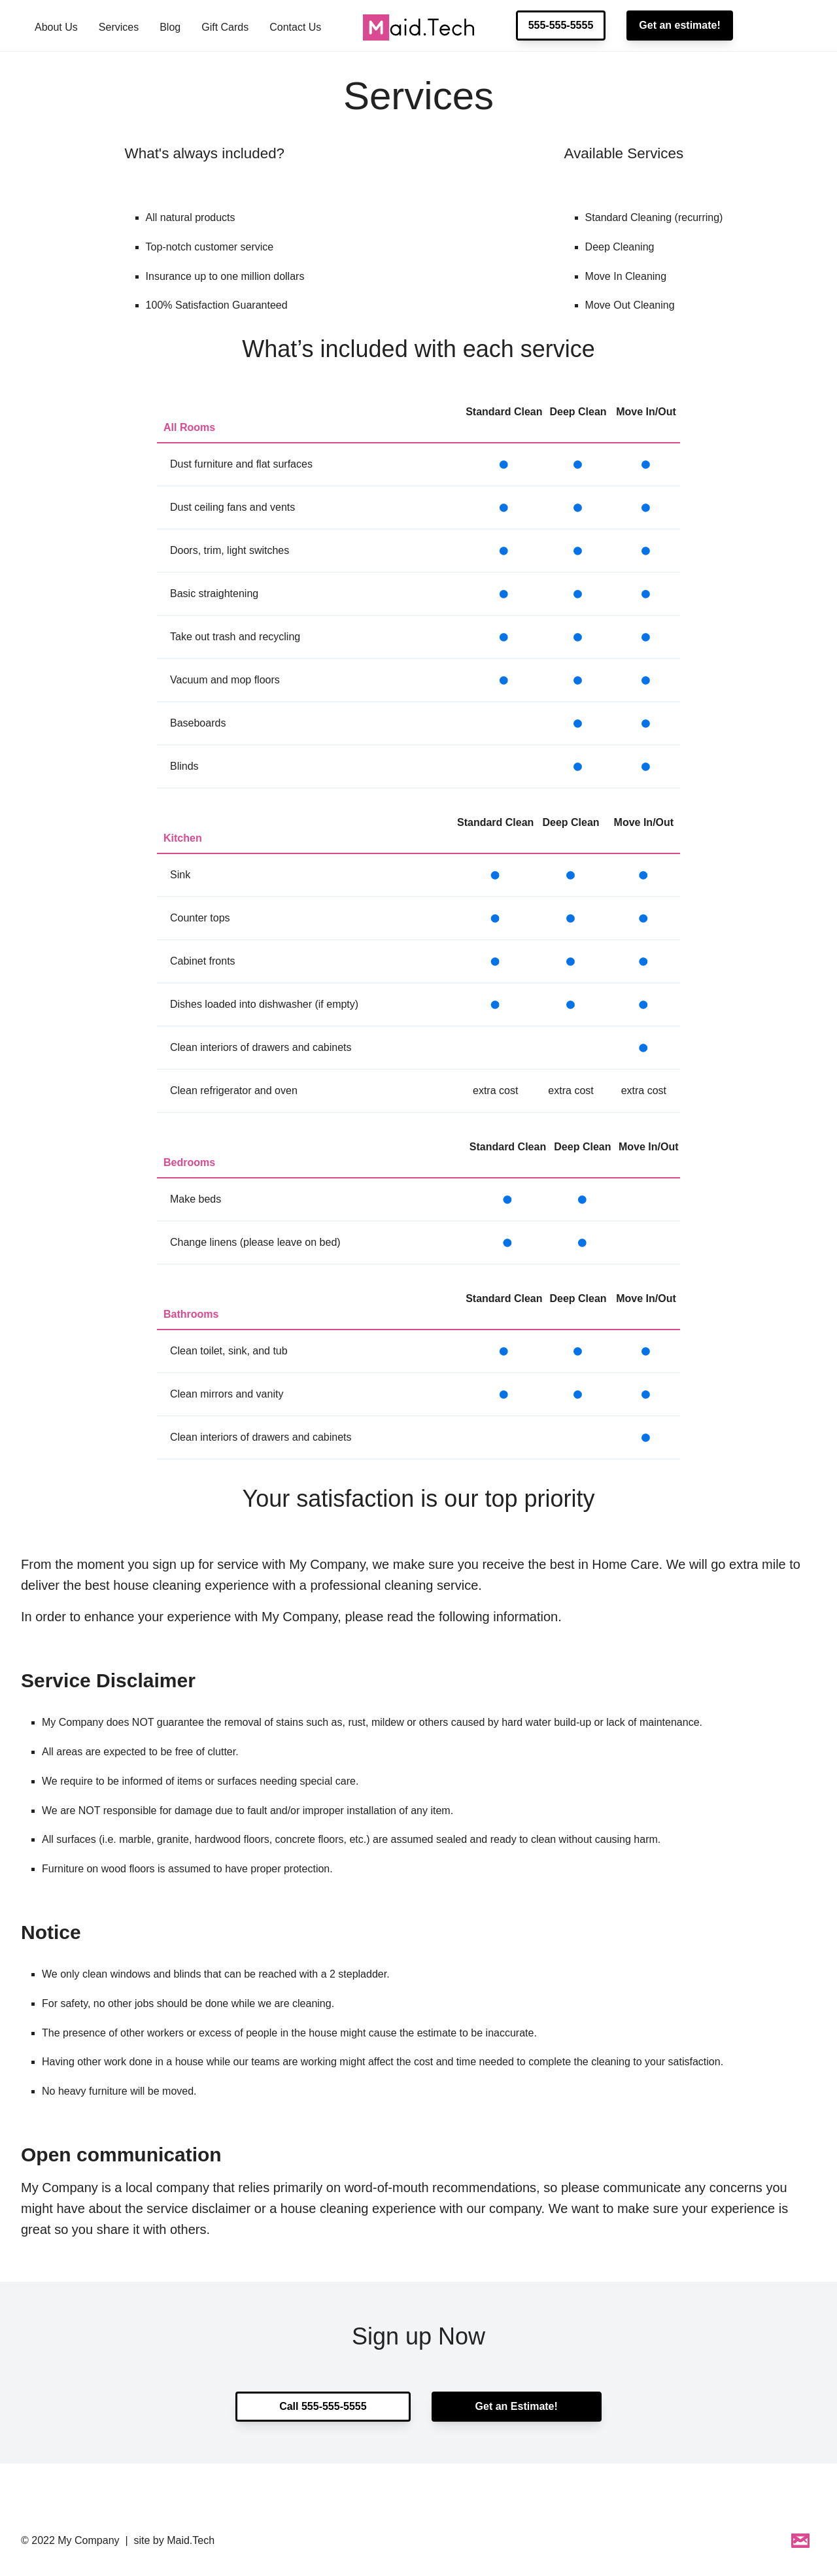 About Us Services Blog Gift Cards Contact Us Maid.Tech 555-555-5555 Get an estimate!
Services
What's always included?
All natural products
Top-notch customer service
Insurance up to one million dollars
100% Satisfaction Guaranteed
Available Services
Standard Cleaning (recurring)
Deep Cleaning
Move In Cleaning
Move Out Cleaning
What’s included with each service
Standard Clean Deep Clean Move In/Out
All Rooms
Dust furniture and flat surfaces
Dust ceiling fans and vents
Doors, trim, light switches
Basic straightening
Take out trash and recycling
Vacuum and mop floors
Baseboards
Blinds
Standard Clean Deep Clean Move In/Out
Kitchen
Sink
Counter tops
Cabinet fronts
Dishes loaded into dishwasher (if empty)
Clean interiors of drawers and cabinets
Clean refrigerator and oven extra cost extra cost extra cost
Standard Clean Deep Clean Move In/Out
Bedrooms
Make beds
Change linens (please leave on bed)
Standard Clean Deep Clean Move In/Out
Bathrooms
Clean toilet, sink, and tub
Clean mirrors and vanity
Clean interiors of drawers and cabinets
Your satisfaction is our top priority
From the moment you sign up for service with My Company, we make sure you receive the best in Home Care. We will go extra mile to
deliver the best house cleaning experience with a professional cleaning service.
In order to enhance your experience with My Company, please read the following information.
Service Disclaimer
My Company does NOT guarantee the removal of stains such as, rust, mildew or others caused by hard water build-up or lack of maintenance.
All areas are expected to be free of clutter.
We require to be informed of items or surfaces needing special care.
We are NOT responsible for damage due to fault and/or improper installation of any item.
All surfaces (i.e. marble, granite, hardwood floors, concrete floors, etc.) are assumed sealed and ready to clean without causing harm.
Furniture on wood floors is assumed to have proper protection.
Notice
We only clean windows and blinds that can be reached with a 2 stepladder.
For safety, no other jobs should be done while we are cleaning.
The presence of other workers or excess of people in the house might cause the estimate to be inaccurate.
Having other work done in a house while our teams are working might affect the cost and time needed to complete the cleaning to your satisfaction.
No heavy furniture will be moved.
Open communication
My Company is a local company that relies primarily on word-of-mouth recommendations, so please communicate any concerns you
might have about the service disclaimer or a house cleaning experience with our company. We want to make sure your experience is
great so you share it with others.
Sign up Now
Call 555-555-5555 Get an Estimate!
© 2022 My Company | site by Maid.Tech